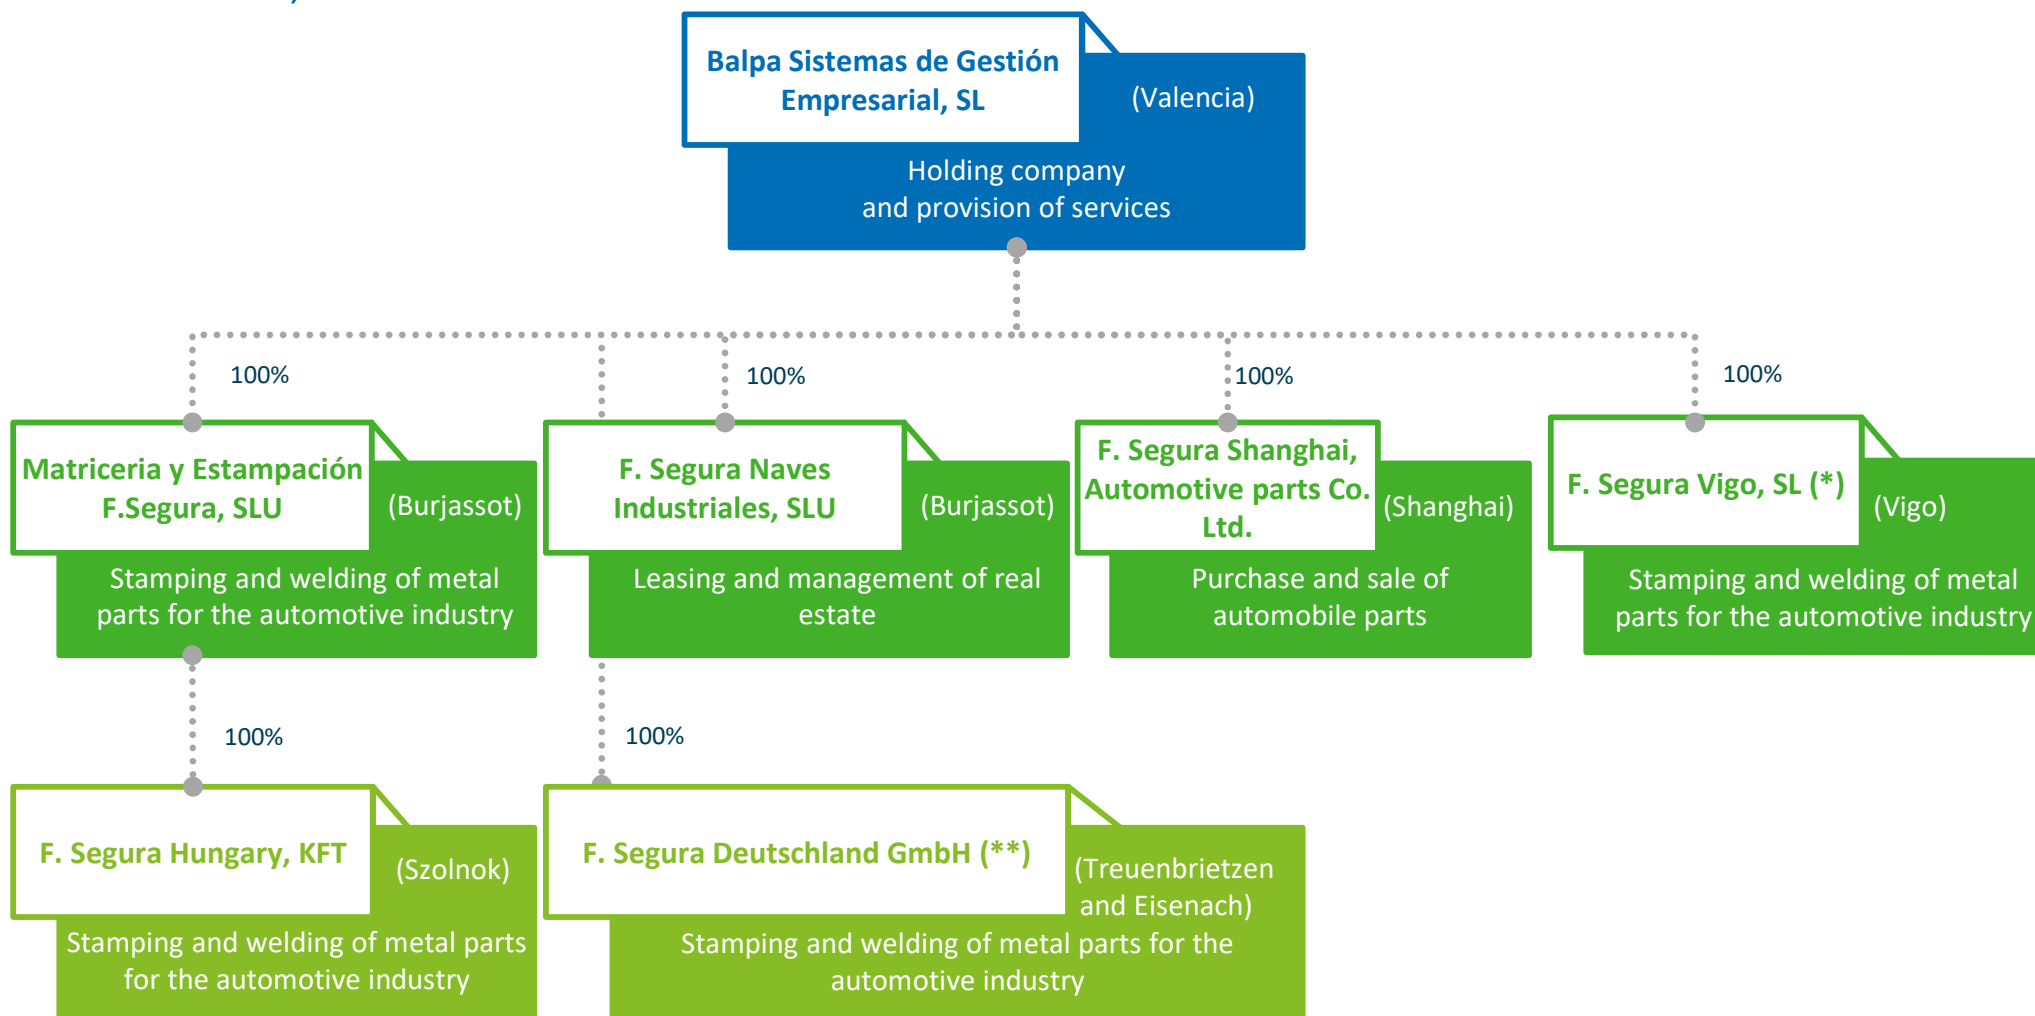 Balpa Sistemas de Gestión
Empresarial, SL
(Valencia)
Holding company
and provision of services
100%
100%
100%
100%
Matriceria y Estampación
F.Segura, SLU
(Burjassot)
Stamping and welding of metal
parts for the automotive industry
F. Segura Naves
Industriales, SLU
(Burjassot)
Leasing and management of real
estate
F. Segura Shanghai,
Automotive parts Co.
Ltd.
(Shanghai)
Purchase and sale of
automobile parts
F. Segura Vigo, SL (*)
(Vigo)
Stamping and welding of metal
parts for the automotive industry
100%
100%
F. Segura Hungary, KFT
(Szolnok)
Stamping and welding of metal parts
for the automotive industry
F. Segura Deutschland GmbH (**)
(Treuenbrietzen
and Eisenach)
Stamping and welding of metal parts for the
automotive industry